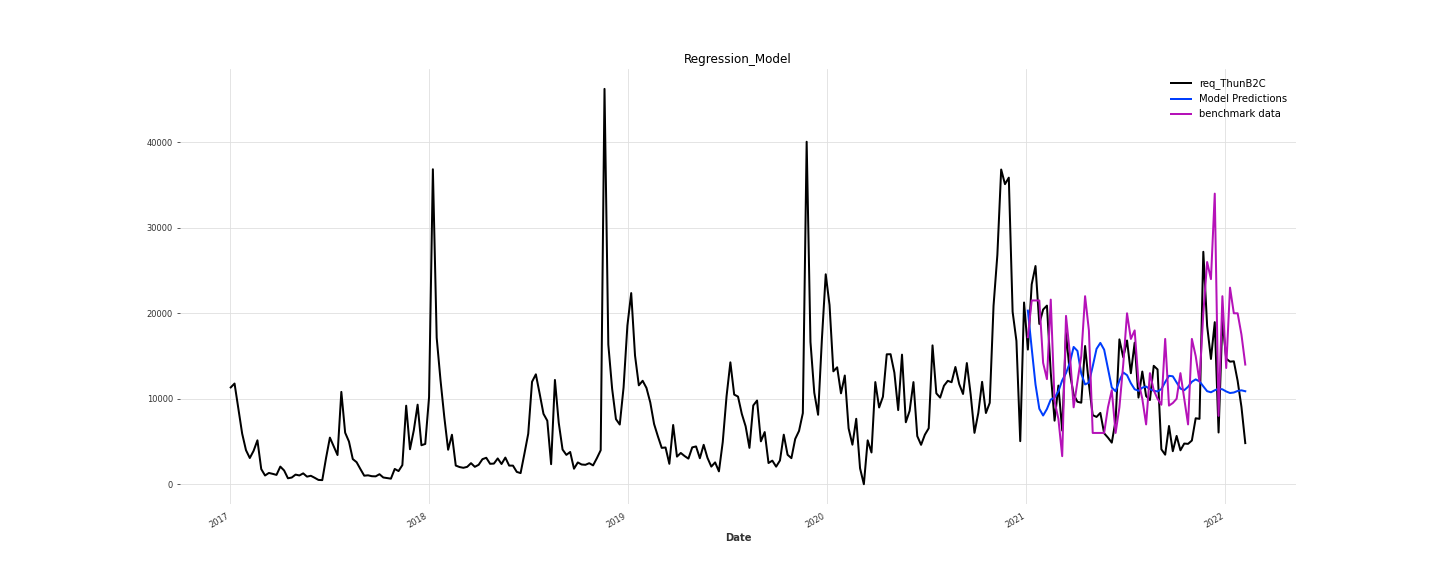 Regression_Model
req_ThunB2C
Model Predictions
benchmark data
40000
30000
20000
10000
0
2017
2018
2019
2020
2021
2022
Date